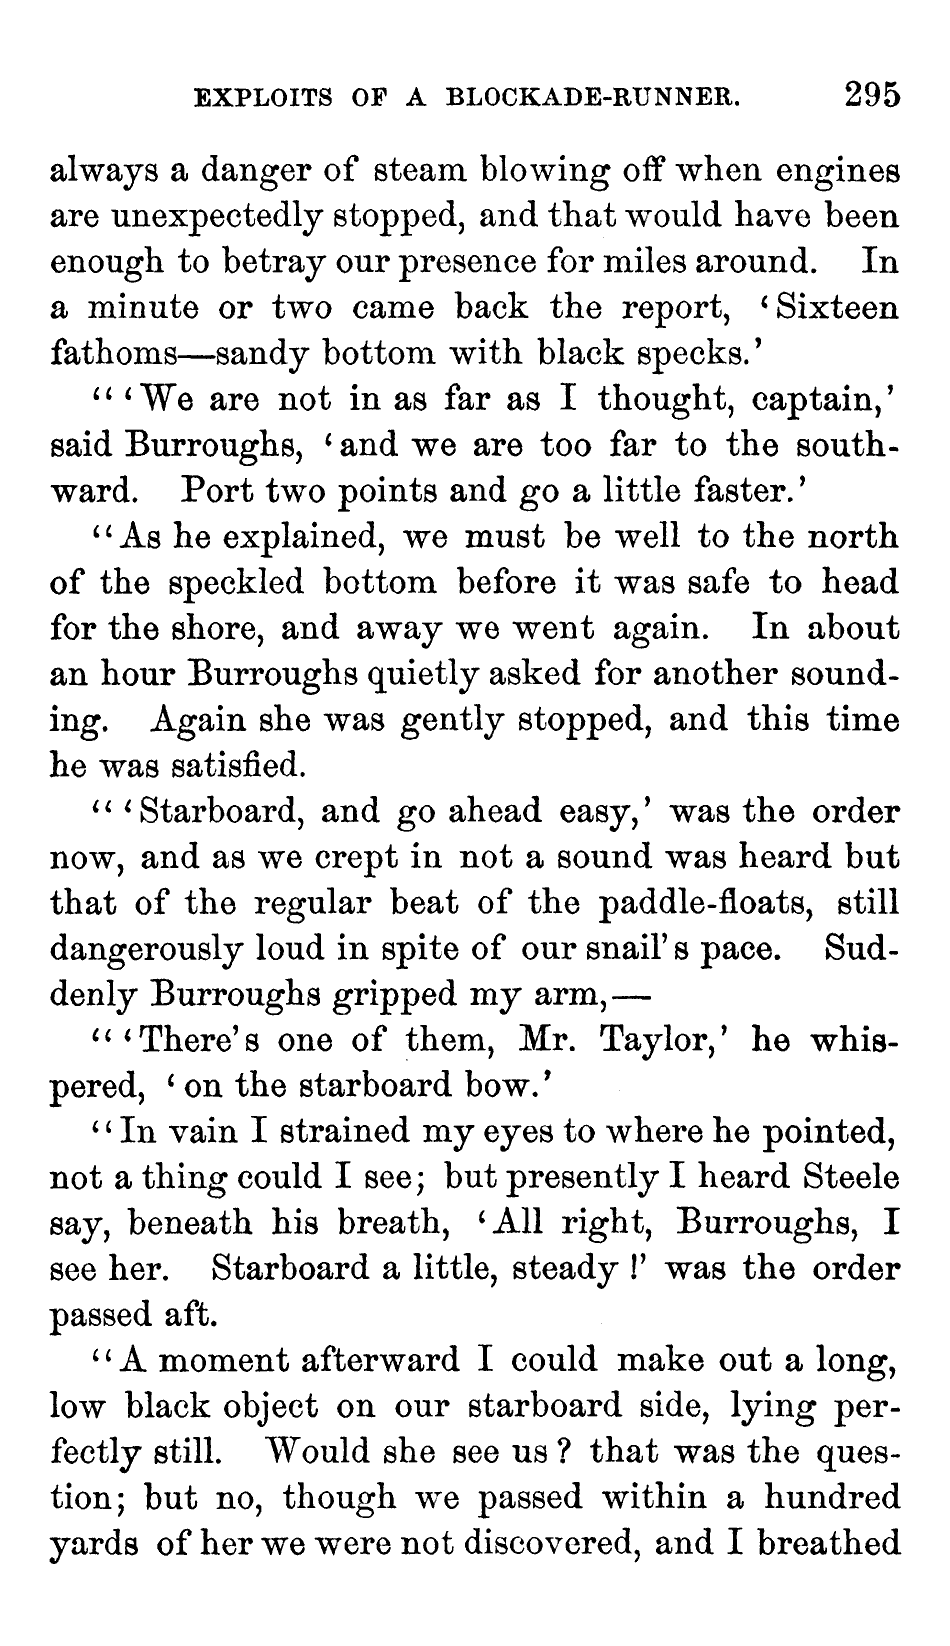 EXPLOITS OF A BLOCKADE-RUNNER. 295
always a danger of steam blowing off when engines
are unexpectedly stopped, and that would have been
enough to betray our presence for miles around. In
a minute or two came back the report, ‘Sixteen
fathoms—sandy bottom with black specks.’
“‘We are not in as far as I thought, captain,’
said Burroughs, ‘and we are too far to the south-
ward. Port two points and go a little faster.’
“As he explained, we must be well to the north
of the speckled bottom before it was safe to head
for the shore, and away we went again. In about
an hour Burroughs quietly asked for another sound-
ing. Again she was gently stopped, and this time
he was satisfied.
“‘Starboard, and go ahead easy,’ was the order
now, and as we crept in not a sound was heard but
that of the regular beat of the paddle-floats, still
dangerously loud in spite of our snail’s pace. Sud-
denly Burroughs gripped my arm,—
“‘There’s one of them, Mr. Taylor,’ he whis-
pered, ‘on the starboard bow.’
“In vain I strained my eyes to where he pointed,
not a thing could I see; but presently I heard Steele
say, beneath his breath, ‘All right, Burroughs, I
see her. Starboard a little, steady!’ was the order
passed aft.
“A moment afterward I could make out a long,
low black object on our starboard side, lying per-
fectly still. Would she see us? that was the ques-
tion; but no, though we passed within a hundred
yards of her we were not discovered, and I breathed